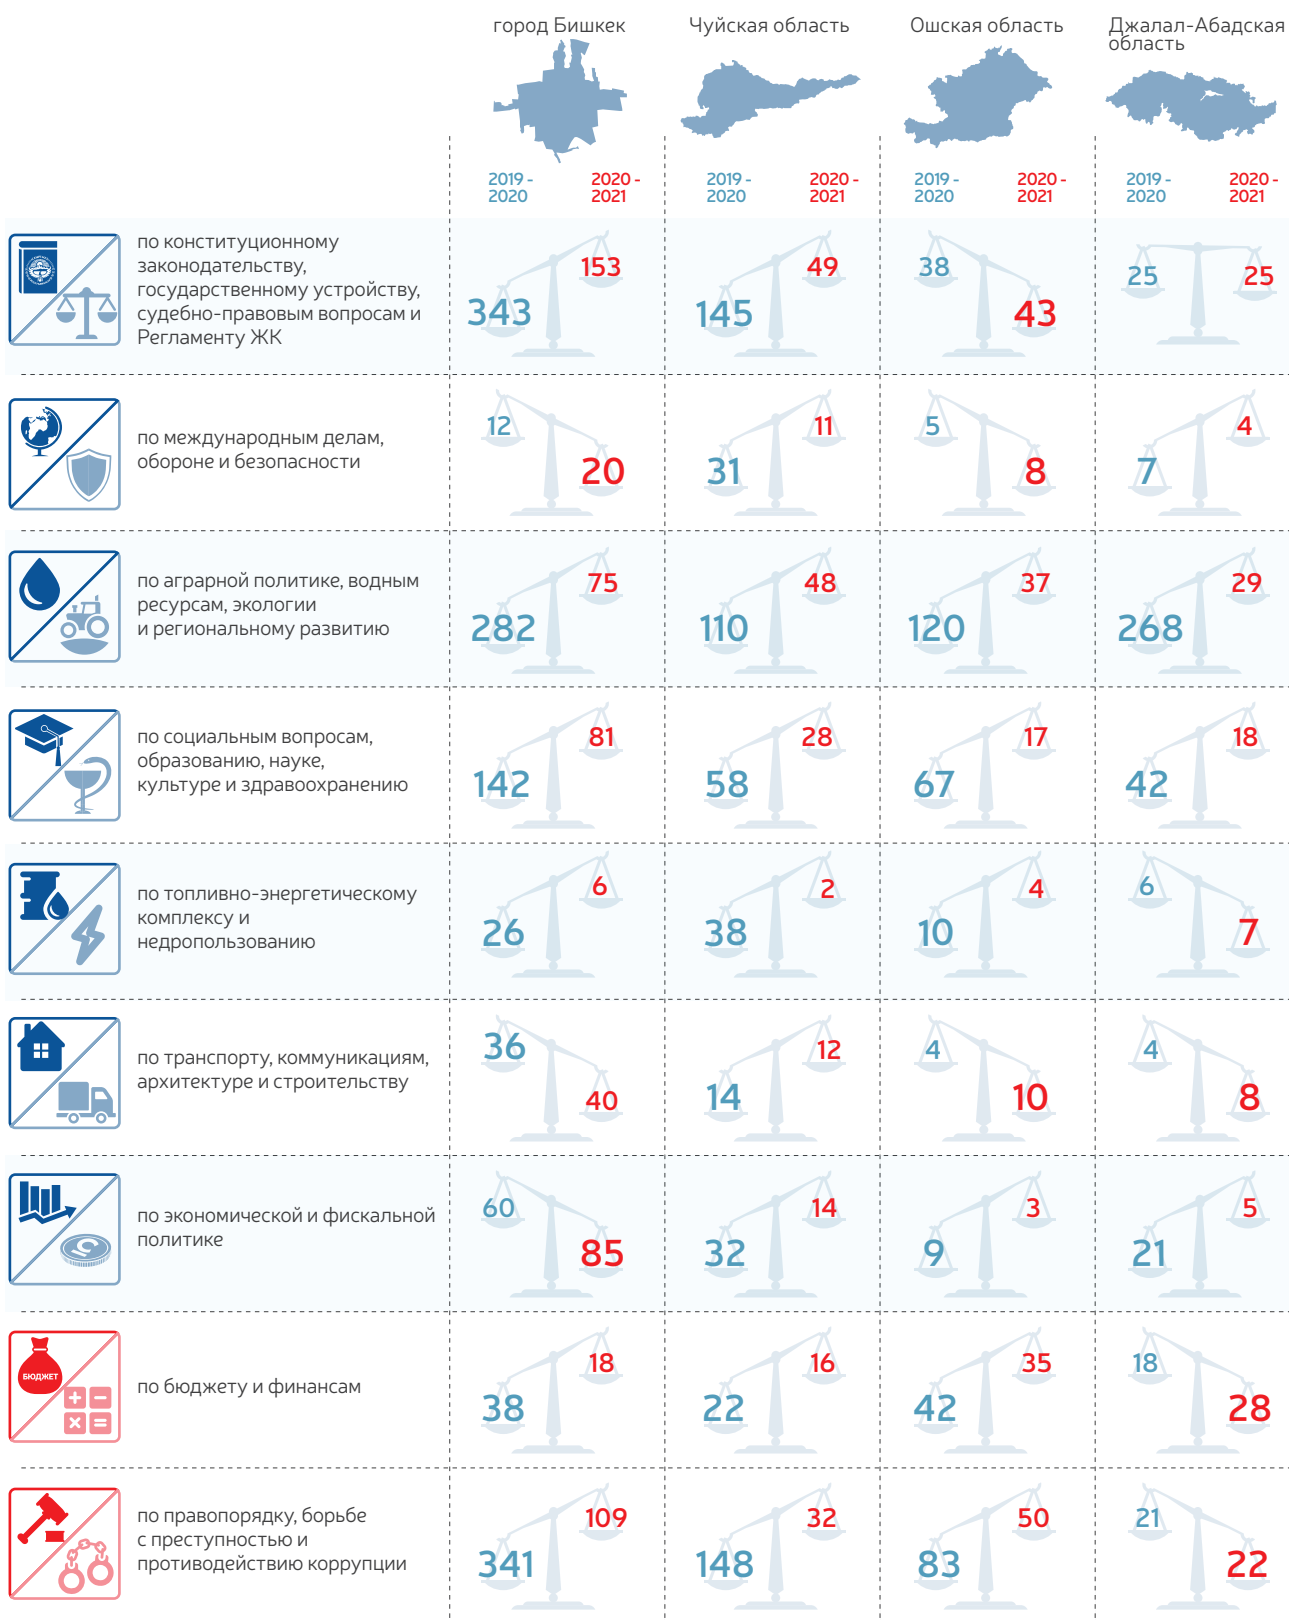 город Бишкек
Чуйская область
Ошская область
Джалал-Абадская
область
2019 - 2020 - 2019 - 2020 - 2019 - 2020 - 2019 - 2020 -
2020 2021 2020 2021 2020 2021 2020 2021
по конституционному
законодательству,
государственному устройству,
судебно-правовым вопросам и
Регламенту ЖК
343 153 145 49 38 43 25 25
по международным делам,
обороне и безопасности
12 20 31 11 5 8 7 4
по аграрной политике, водным
ресурсам, экологии
и региональному развитию
282 75 110 48 120 37 268 29
по социальным вопросам,
образованию, науке,
культуре и здравоохранению
142 81 58 28 67 17 42 18
по топливно-энергетическому
комплексу и
недропользованию
26 6 38 2 10 4 6 7
по транспорту, коммуникациям,
архитектуре и строительству
36 40 14 12 4 10 4 8
по экономической и фискальной
политике
60 85 32 14 9 3 21 5
БЮДЖЕТ
по бюджету и финансам
38 18 22 16 42 35 18 28
по правопорядку, борьбе
с преступностью и
противодействию коррупции
341 109 148 32 83 50 21 22